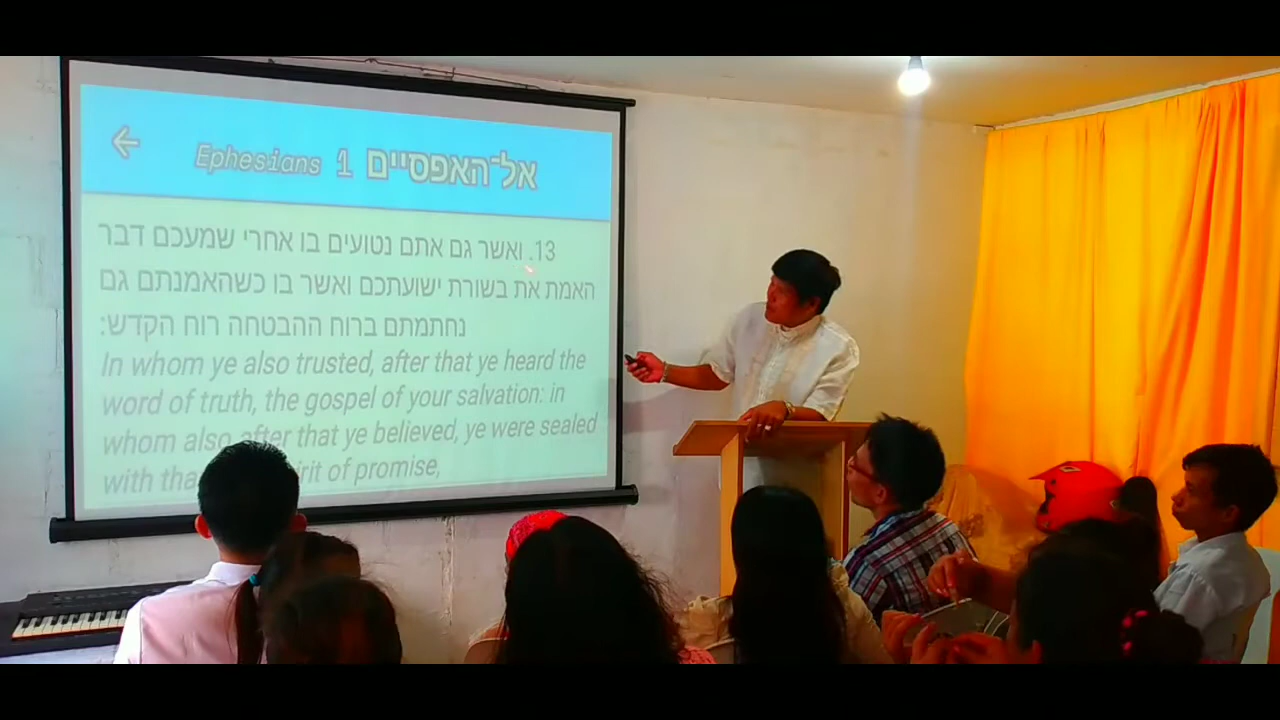 ← Ephesians 1 אל־האפסיים
13. ואשר גם אתם נטועים בו אחרי שמעכם דבר
האמת את בשורת ישועתכם ואשר בו כשהאמנתם גם
נחתמתם ברוח ההבטחה רוח הקדש:
In whom ye also trusted, after that ye heard the
word of truth, the gospel of your salvation: in
whom also after that ye believed, ye were sealed
with of promise,